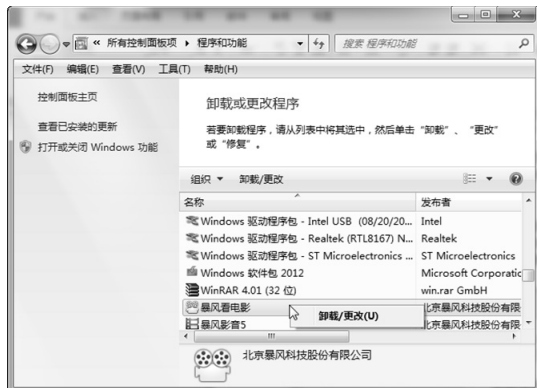 « 所有控制面板项 ▸ 程序和功能
搜索 程序和功能
文件(F) 编辑(E) 查看(V) 工具(T) 帮助(H)
控制面板主页
查看已安装的更新
打开或关闭 Windows 功能
卸载或更改程序
若要卸载程序，请从列表中将其选中，然后单击“卸载”、“更改”
或“修复”。
组织 卸载/更改
名称 发布者
Windows 驱动程序包 - Intel USB (08/20/20... Intel
Windows 驱动程序包 - Realtek (RTL8167) N... Realtek
Windows 驱动程序包 - ST Microelectronics ... ST Microelectronics
Windows 软件包 2012 Microsoft Corporatic
WinRAR 4.01 (32 位) win.rar GmbH
暴风看电影 北京暴风科技股份有限
卸载/更改(U)
暴风影音5 北京暴风科技股份有限
北京暴风科技股份有限公司